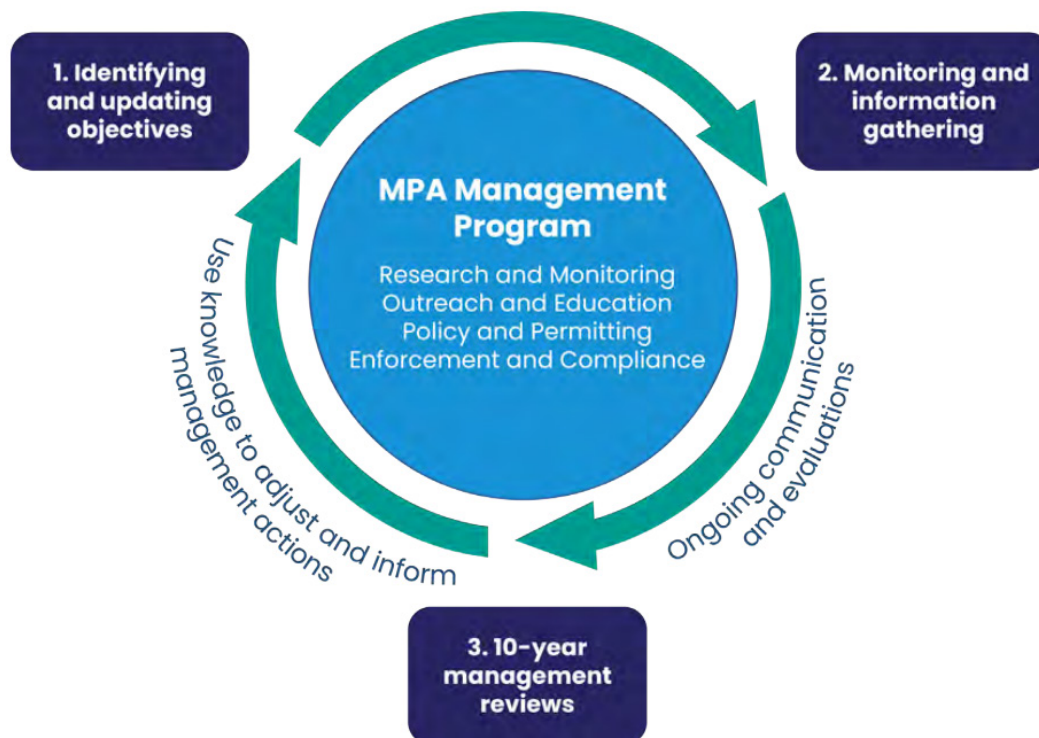 1. Identifying
and updating
objectives
2. Monitoring and
information
gathering
MPA Management
Program
Research and Monitoring
Outreach and Education
Policy and Permitting
Enforcement and Compliance
Ongoing communication
and evaluations
3. 10-year
management
reviews
Use knowledge to adjust and inform
management actions